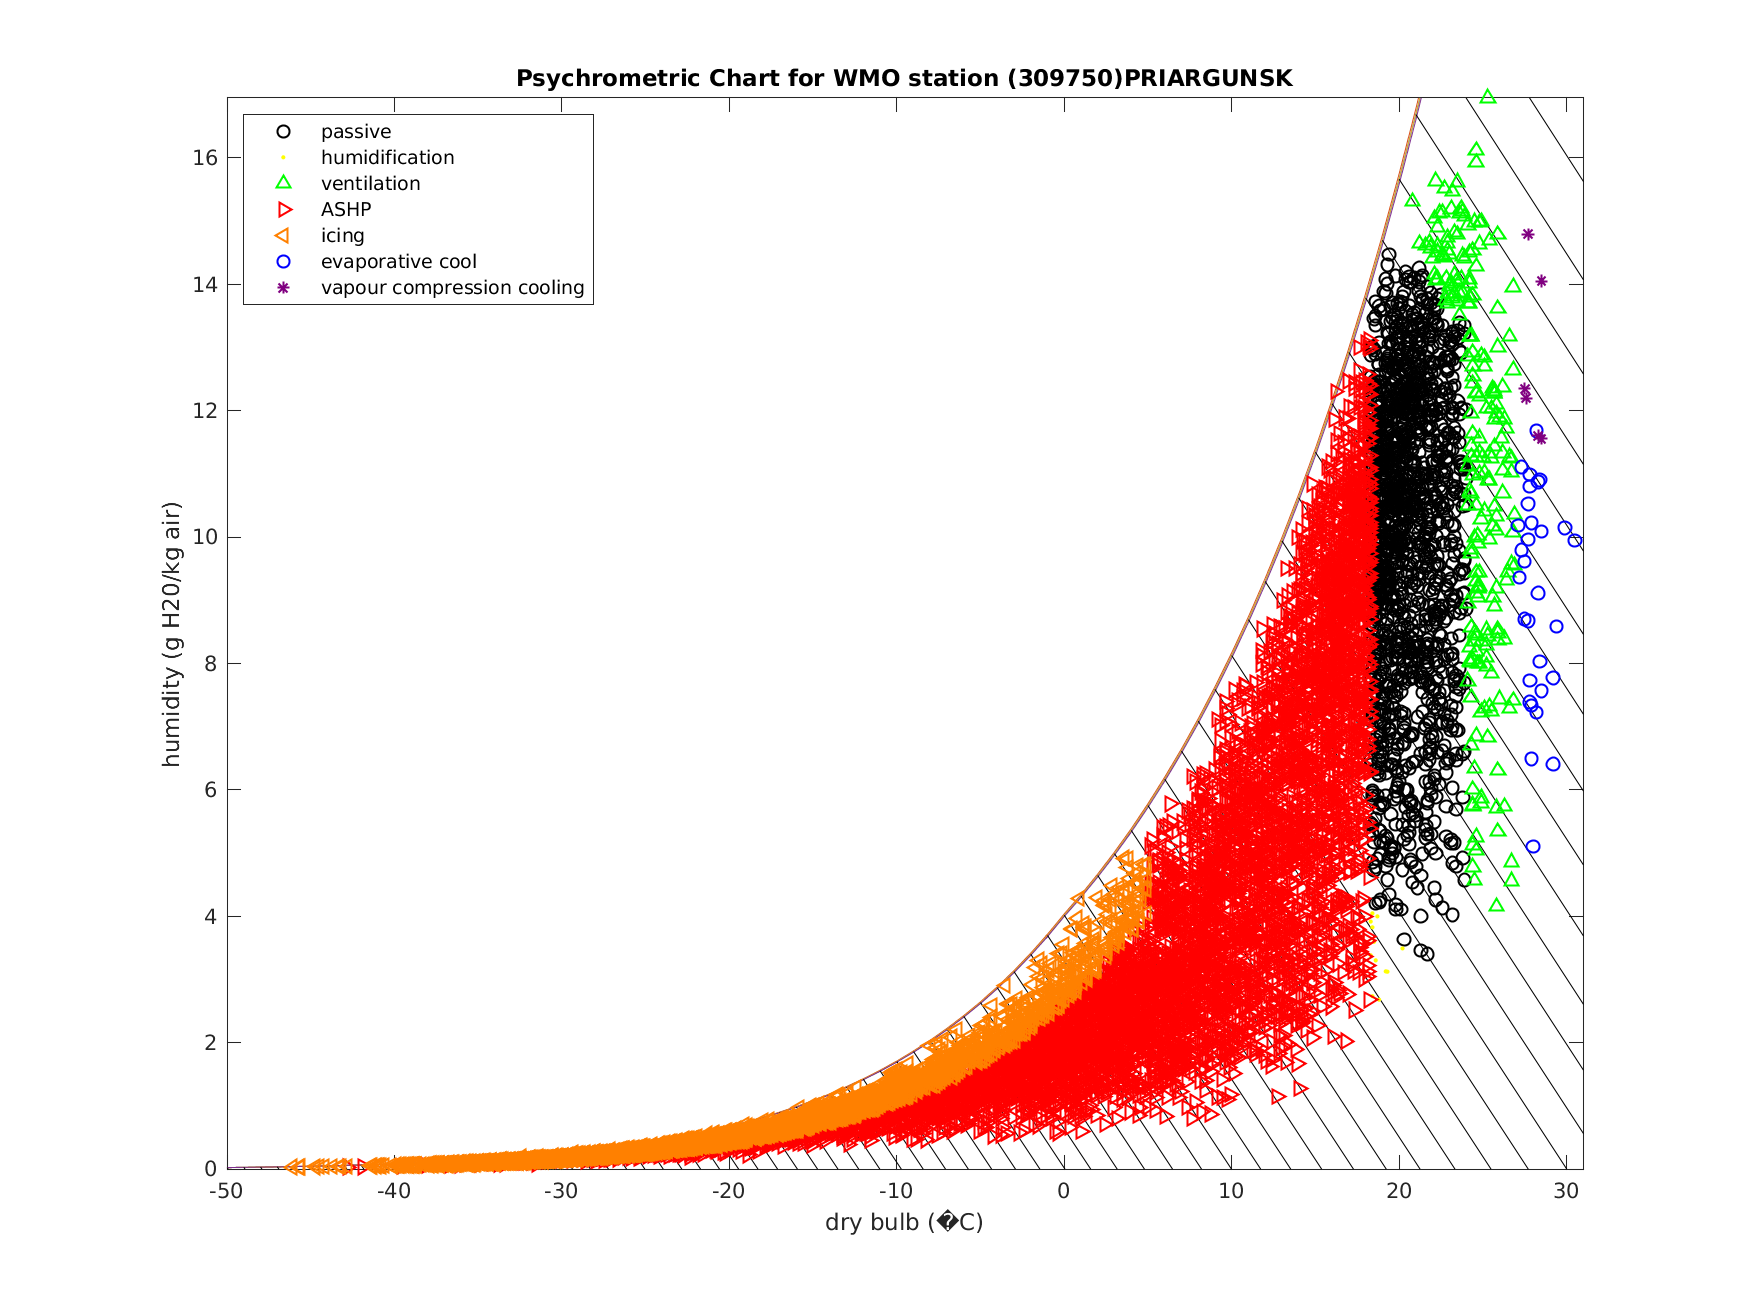 Psychrometric Chart for WMO station (309750)PRIARGUNSK
passive
humidification
ventilation
ASHP
icing
evaporative cool
vapour compression cooling
humidity (g H20/kg air)
16
14
12
10
8
6
4
2
0
-50 -40 -30 -20 -10 0 10 20 30
dry bulb (�C)